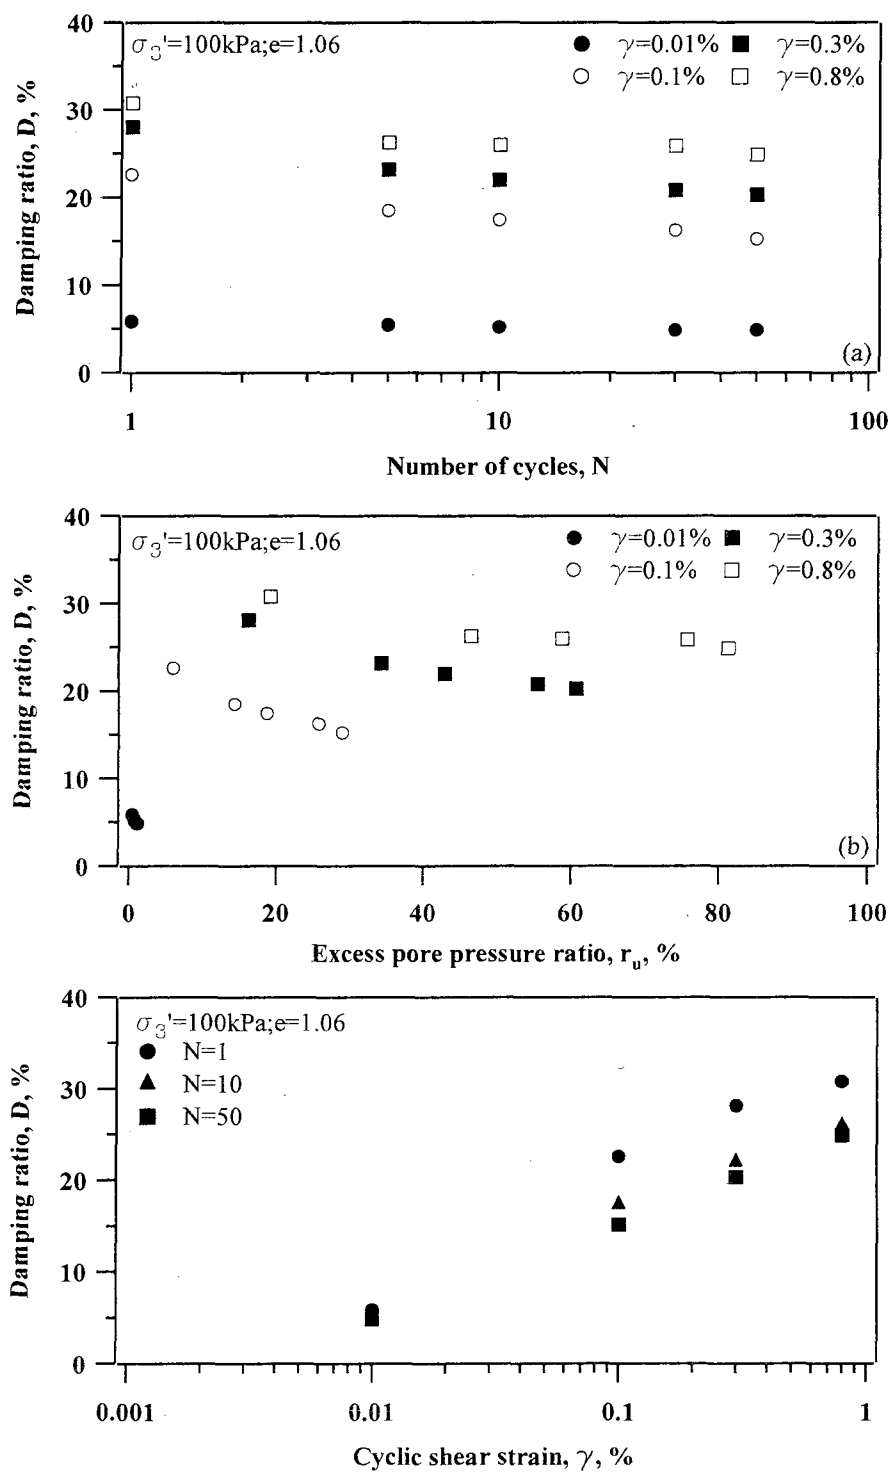 40
σ3'=100kPa;e=1.06
γ=0.01%
γ=0.3%
γ=0.1%
γ=0.8%
30
20
10
0
Damping ratio, D, %
(a)
1
10
100
Number of cycles, N
40
σ3'=100kPa;e=1.06
γ=0.01%
γ=0.3%
γ=0.1%
γ=0.8%
30
20
10
0
Damping ratio, D, %
(b)
0
20
40
60
80
100
Excess pore pressure ratio, ru, %
40
σ3'=100kPa;e=1.06
N=1
N=10
N=50
30
20
10
0
Damping ratio, D, %
0.001
0.01
0.1
1
Cyclic shear strain, γ, %